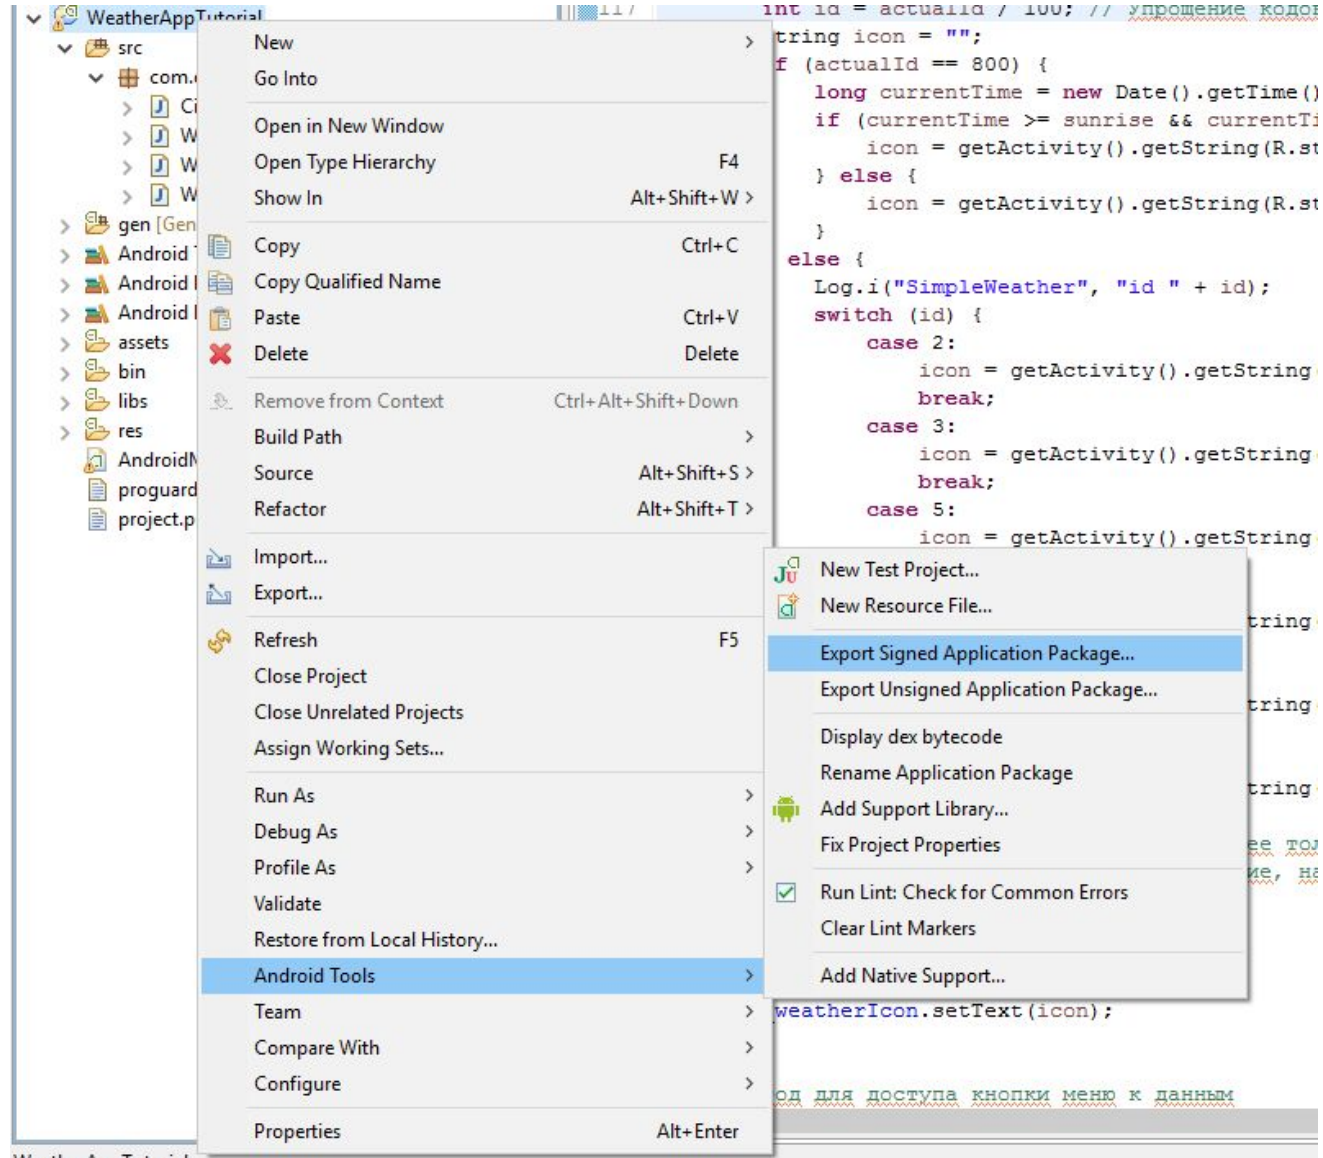 WeatherAppTutorial
src
com.
Ci
W
W
W
gen [Gen
Android
Android
Android
assets
bin
libs
res
Android
proguard
project.p
New
Go Into
Open in New Window
Open Type Hierarchy F4
Show In Alt+Shift+W >
Copy Ctrl+C
Copy Qualified Name
Paste Ctrl+V
Delete Delete
Remove from Context Ctrl+Alt+Shift+Down
Build Path
Source Alt+Shift+S >
Refactor Alt+Shift+T >
Import...
Export...
Refresh F5
Close Project
Close Unrelated Projects
Assign Working Sets...
Run As
Debug As
Profile As
Validate
Restore from Local History...
Android Tools
Team
Compare With
Configure
Properties Alt+Enter
New Test Project...
New Resource File...
Export Signed Application Package...
Export Unsigned Application Package...
Display dex bytecode
Rename Application Package
Add Support Library...
Fix Project Properties
Run Lint: Check for Common Errors
Clear Lint Markers
Add Native Support...
117 int id = actualId / 100; // Упрощение кодов
tring icon = "";
f (actualId == 800) {
long currentTime = new Date().getTime()
if (currentTime >= sunrise && currentTi
icon = getActivity().getString(R.st
} else {
icon = getActivity().getString(R.st
}
else {
Log.i("SimpleWeather", "id " + id);
switch (id) {
case 2:
icon = getActivity().getString
break;
case 3:
icon = getActivity().getString
break;
case 5:
icon = getActivity().getString
tring
tring
tring
ее тол
ие, на
weatherIcon.setText(icon);
од для доступа кнопки меню к данным